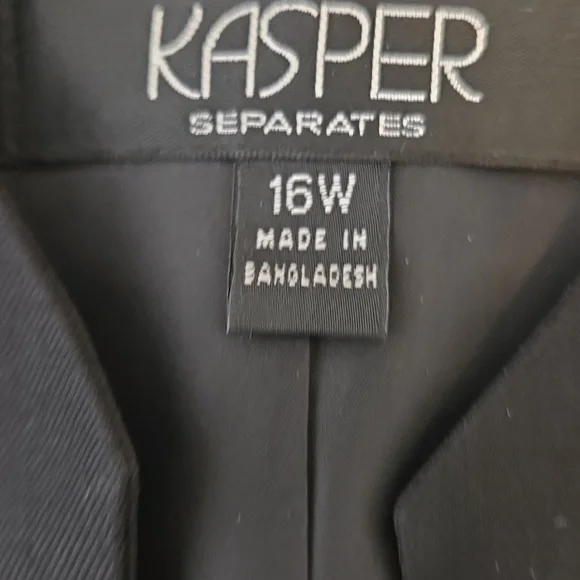 KASPER
SEPARATES
16W
MADE IN
BANGLADESH